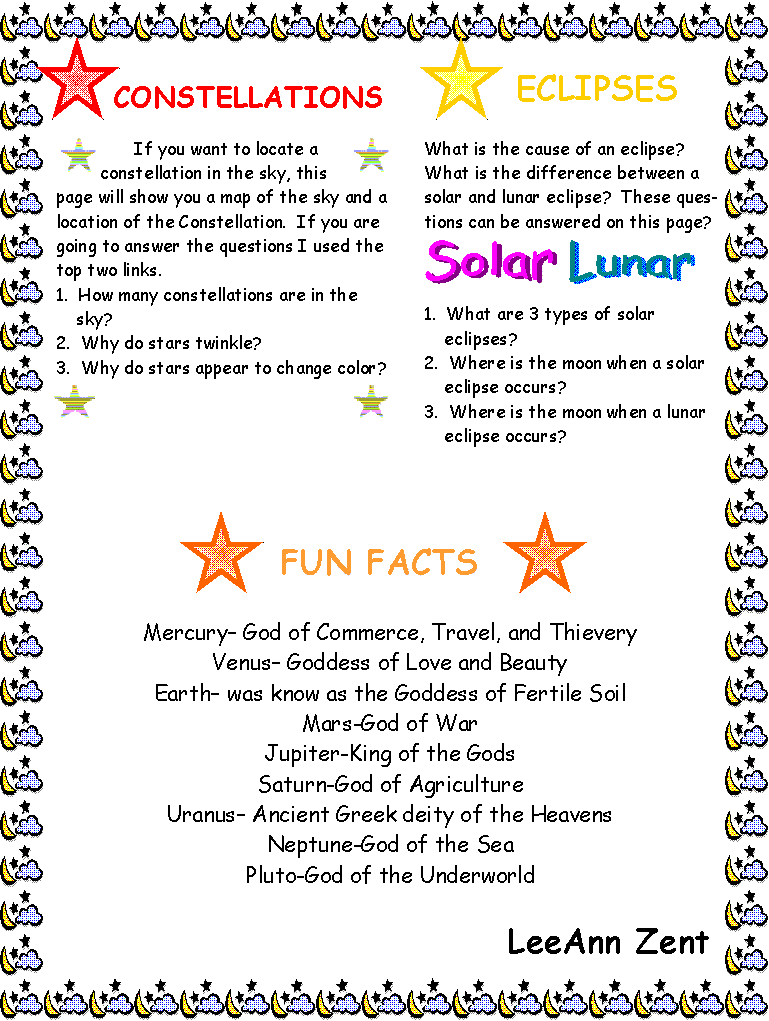 CONSTELLATIONS
If you want to locate a
constellation in the sky, this
page will show you a map of the sky and a
location of the Constellation.  If you are
going to answer the questions I used the
top two links.
1.  How many constellations are in the
sky?
2.  Why do stars twinkle?
3.  Why do stars appear to change color?
ECLIPSES
What is the cause of an eclipse?
What is the difference between a
solar and lunar eclipse?  These ques-
tions can be answered on this page?
Solar Lunar
1.  What are 3 types of solar
eclipses?
2.  Where is the moon when a solar
eclipse occurs?
3.  Where is the moon when a lunar
eclipse occurs?
FUN FACTS
Mercury– God of Commerce, Travel, and Thievery
Venus– Goddess of Love and Beauty
Earth– was know as the Goddess of Fertile Soil
Mars-God of War
Jupiter-King of the Gods
Saturn-God of Agriculture
Uranus– Ancient Greek deity of the Heavens
Neptune-God of the Sea
Pluto-God of the Underworld
LeeAnn Zent